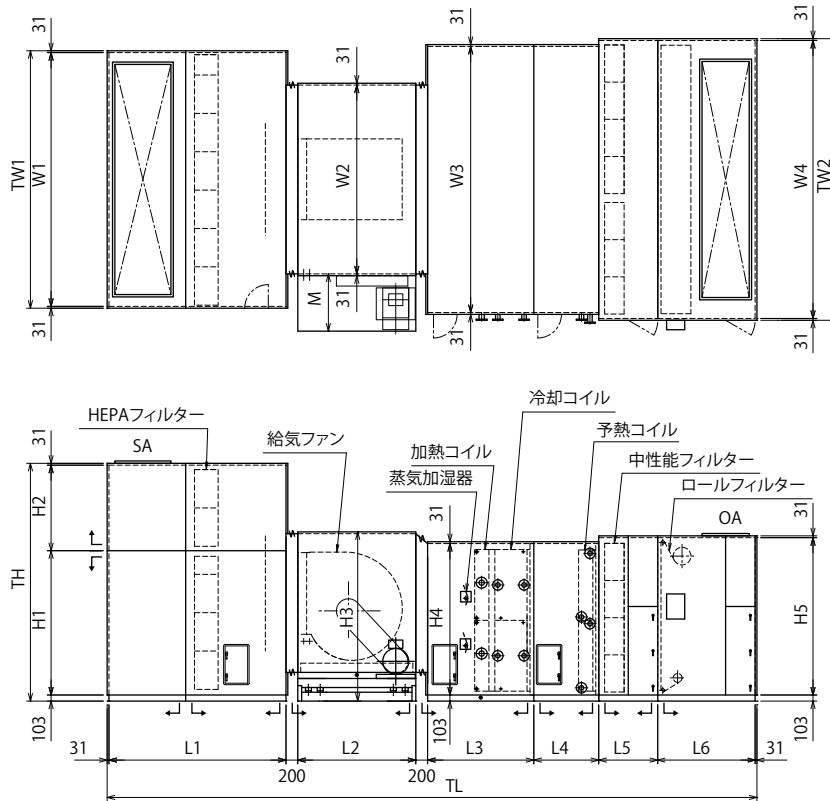 31
31
31
31
TW1
W1
W2
W3
W4
TW2
M
31
31
31
31
HEPAフィルター
SA
給気ファン
冷却コイル
加熱コイル
蒸気加湿器
予熱コイル
中性能フィルター
ロールフィルター
OA
31
31
31
TH
H2
H1
H3
H4
H5
103
103
103
31
L1
200
L2
200
L3
L4
L5
L6
31
TL